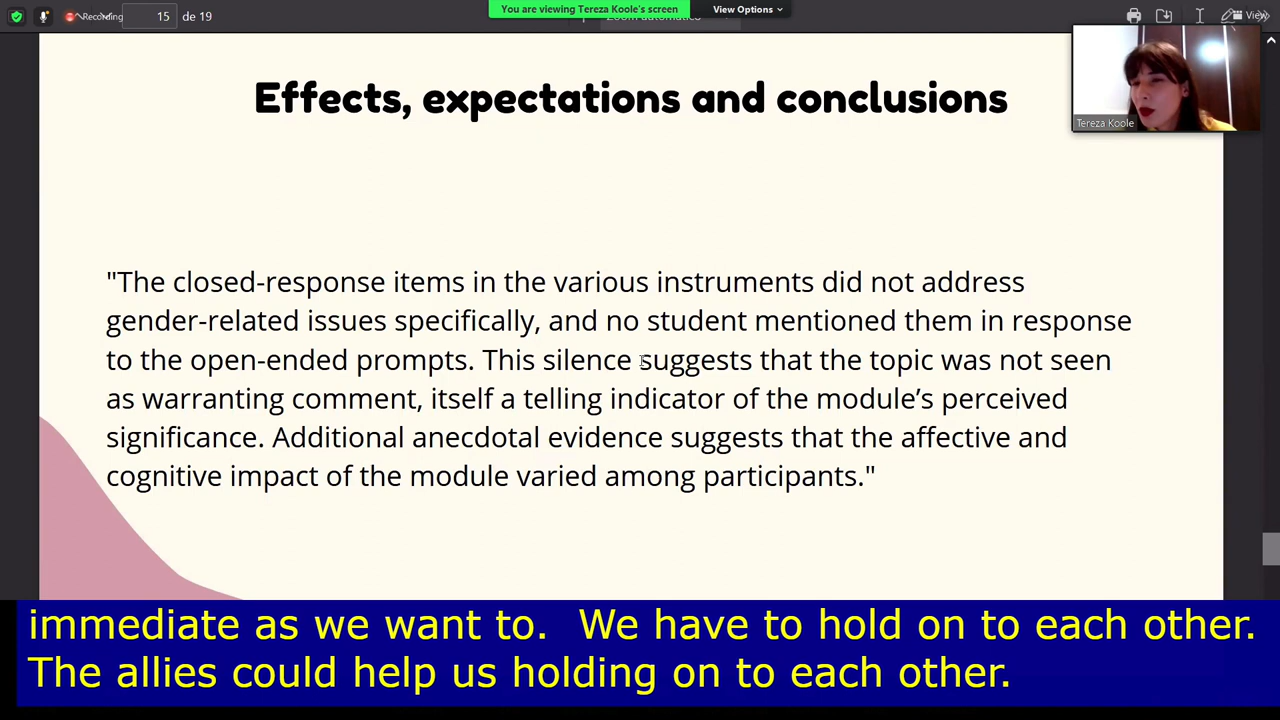 Recording
15
de 19
You are viewing Tereza Koole's screen
View Options
Zoom automático
View
Effects, expectations and conclusions
Tereza Koole
"The closed-response items in the various instruments did not address
gender-related issues specifically, and no student mentioned them in response
to the open-ended prompts. This silence suggests that the topic was not seen
as warranting comment, itself a telling indicator of the module’s perceived
significance. Additional anecdotal evidence suggests that the affective and
cognitive impact of the module varied among participants."
immediate as we want to.  We have to hold on to each other.
The allies could help us holding on to each other.